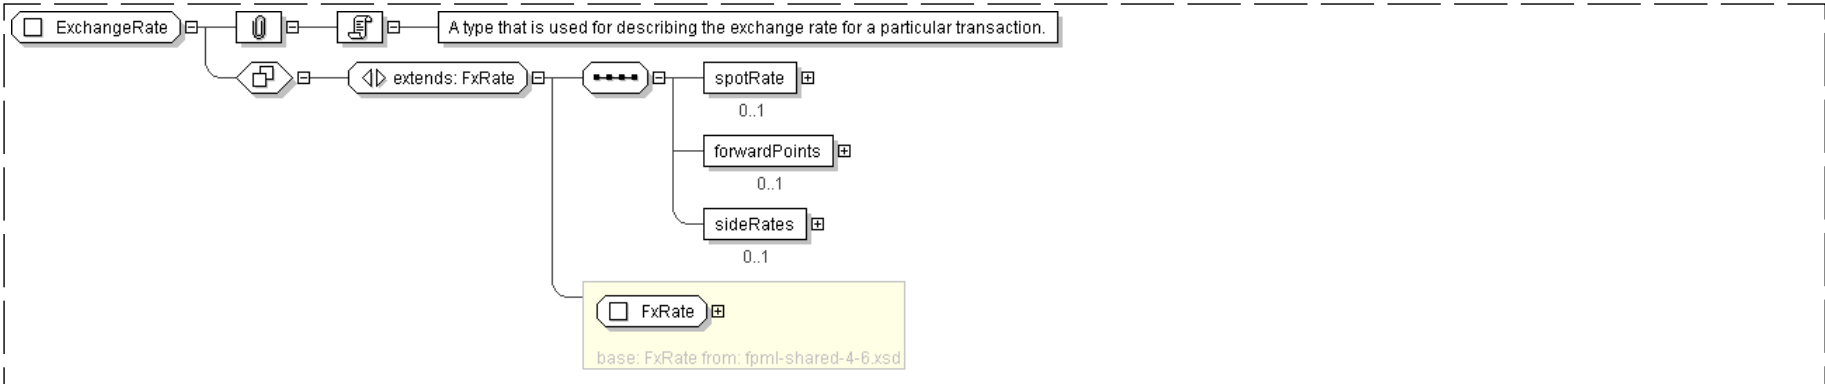 ExchangeRate
A type that is used for describing the exchange rate for a particular transaction.
extends: FxRate
spotRate
0..1
forwardPoints
0..1
sideRates
0..1
FxRate
base: FxRate from: fpml-shared-4-6.xsd